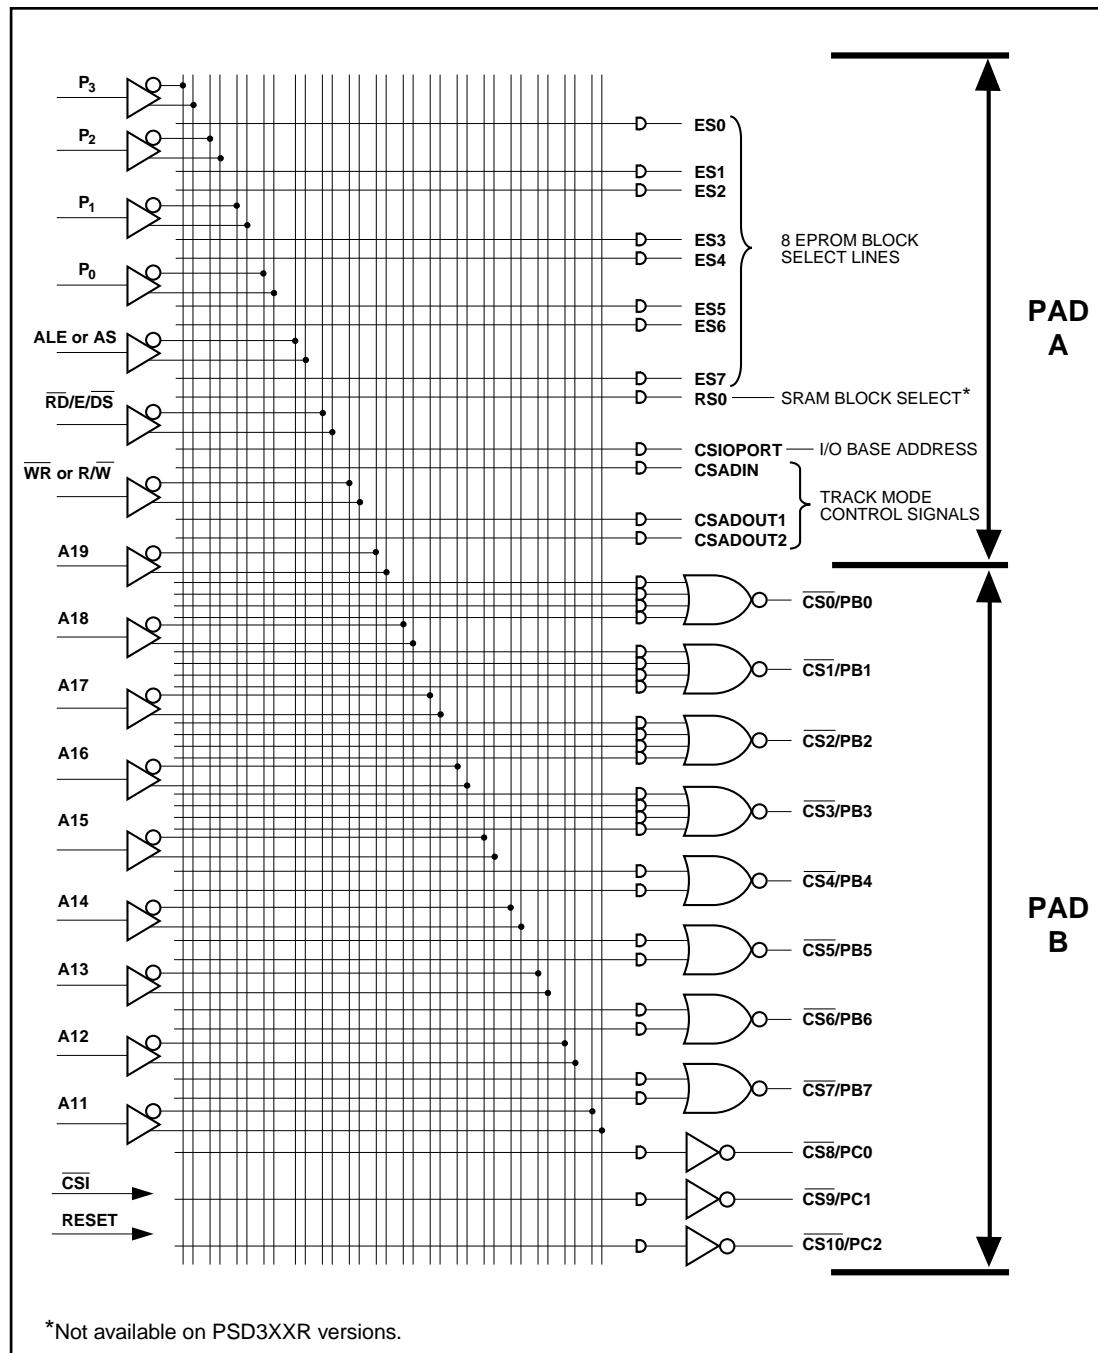 P3
P2
P1
P0
ALE or AS
RD/E/DS
WR or R/W
A19
A18
A17
A16
A15
A14
A13
A12
A11
CSI
RESET
ES0
ES1
ES2
ES3
ES4
ES5
ES6
ES7
RS0
8 EPROM BLOCK
SELECT LINES
SRAM BLOCK SELECT*
CSIOPORT
I/O BASE ADDRESS
CSADIN
CSADOUT1
CSADOUT2
TRACK MODE
CONTROL SIGNALS
CS0/PB0
CS1/PB1
CS2/PB2
CS3/PB3
CS4/PB4
CS5/PB5
CS6/PB6
CS7/PB7
CS8/PC0
CS9/PC1
CS10/PC2
PAD
A
PAD
B
*Not available on PSD3XXR versions.